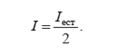 I = Iест / 2.